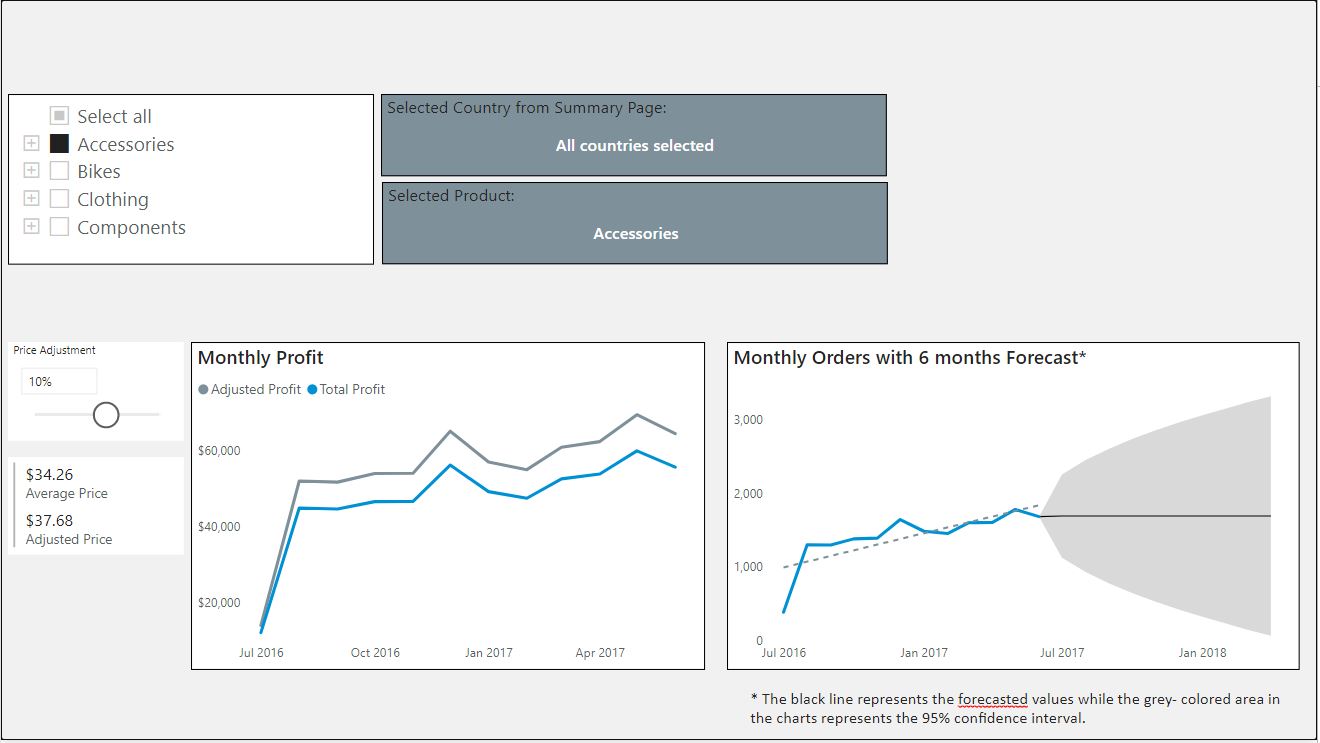 Select all
Accessories
Bikes
Clothing
Components
Selected Country from Summary Page:
All countries selected
Selected Product:
Accessories
Price Adjustment
10%
$34.26
Average Price
$37.68
Adjusted Price
Monthly Profit
Adjusted Profit Total Profit
$60,000
$40,000
$20,000
Jul 2016 Oct 2016 Jan 2017 Apr 2017
Monthly Orders with 6 months Forecast*
3,000
2,000
1,000
0
Jul 2016 Jan 2017 Jul 2017 Jan 2018
* The black line represents the forecasted values while the grey- colored area in
the charts represents the 95% confidence interval.